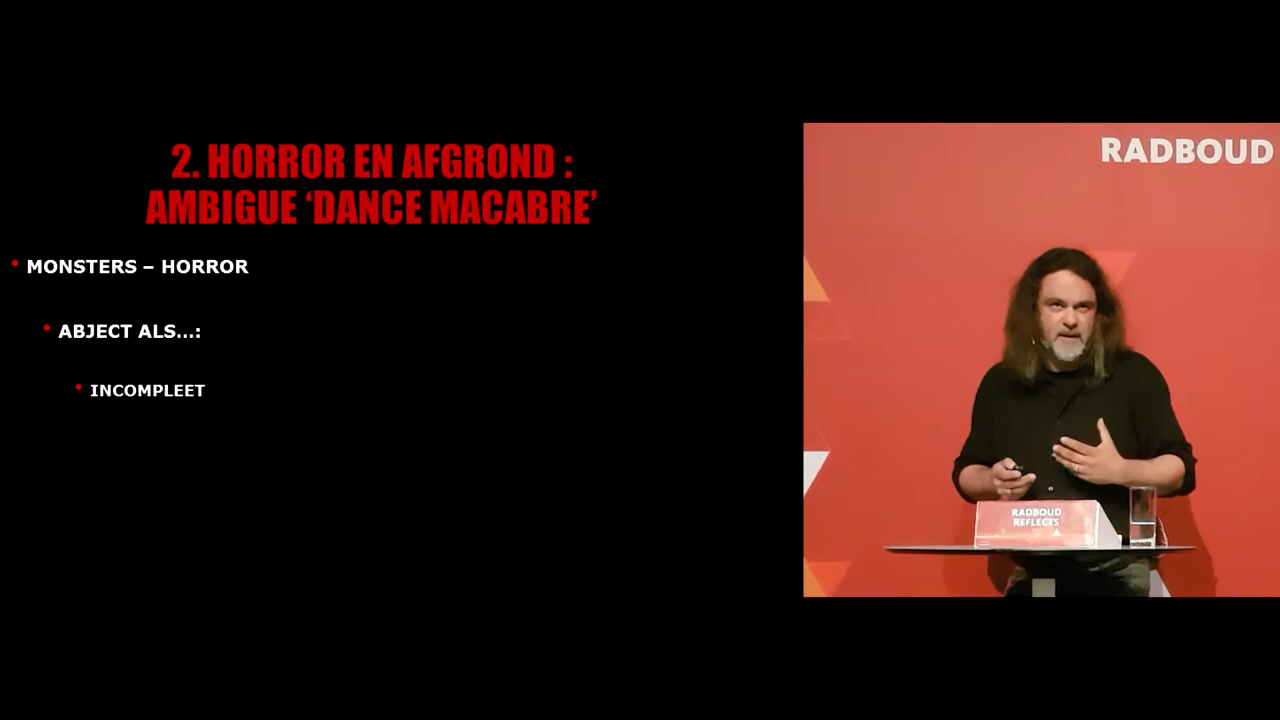 2. HORROR EN AFGROND :
AMBIGUE ‘DANCE MACABRE’
• MONSTERS – HORROR
• ABJECT ALS...:
• INCOMPLEET
RADBOUD
RADBOUD
REFLECTS